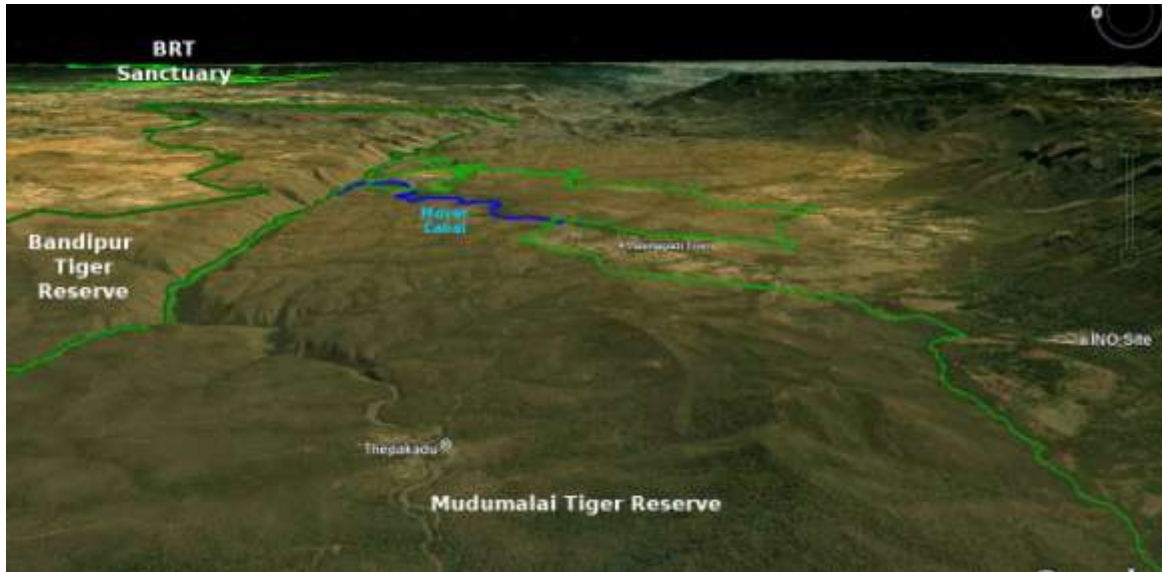 BRT
Sanctuary
Moyar
Canal
Bandipur
Tiger
Reserve
INO Site
Thepakadu
Mudumalai Tiger Reserve